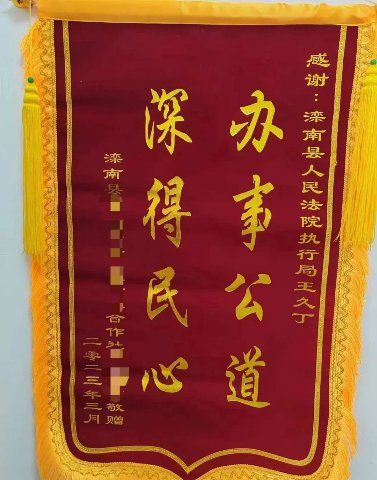 感谢：滦南县人民法院执行局王久丁
办事公道
深得民心
滦南县 合作社 敬赠
二零二三年三月